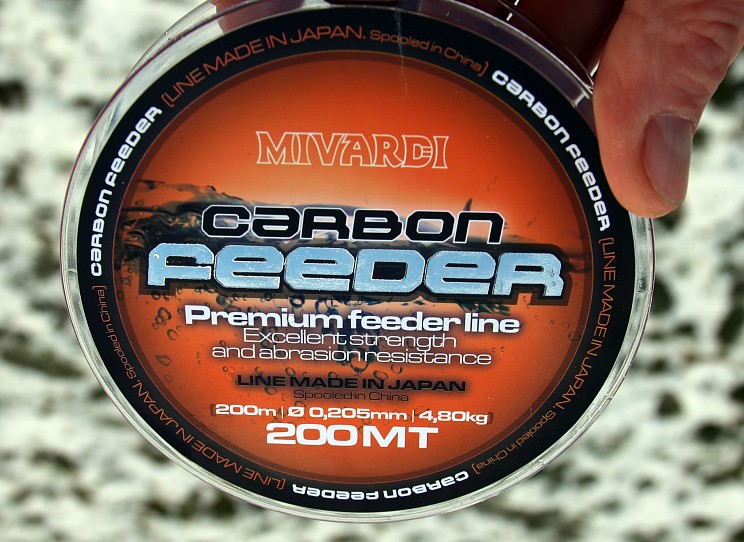 MIVARDI
CARBON
FEEDER
Premium feeder line
Excellent strength
and abrasion resistance
LINE MADE IN JAPAN
Spooled in China
200m | Ø 0,205mm | 4,80kg
200MT
CARBON FEEDER [LINE MADE IN JAPAN. Spooled in China]
CARBON FEEDER [LINE MADE IN JAPAN. Spooled in China]
CARBON FEEDER [LINE MADE IN JAPAN. Spooled in China]